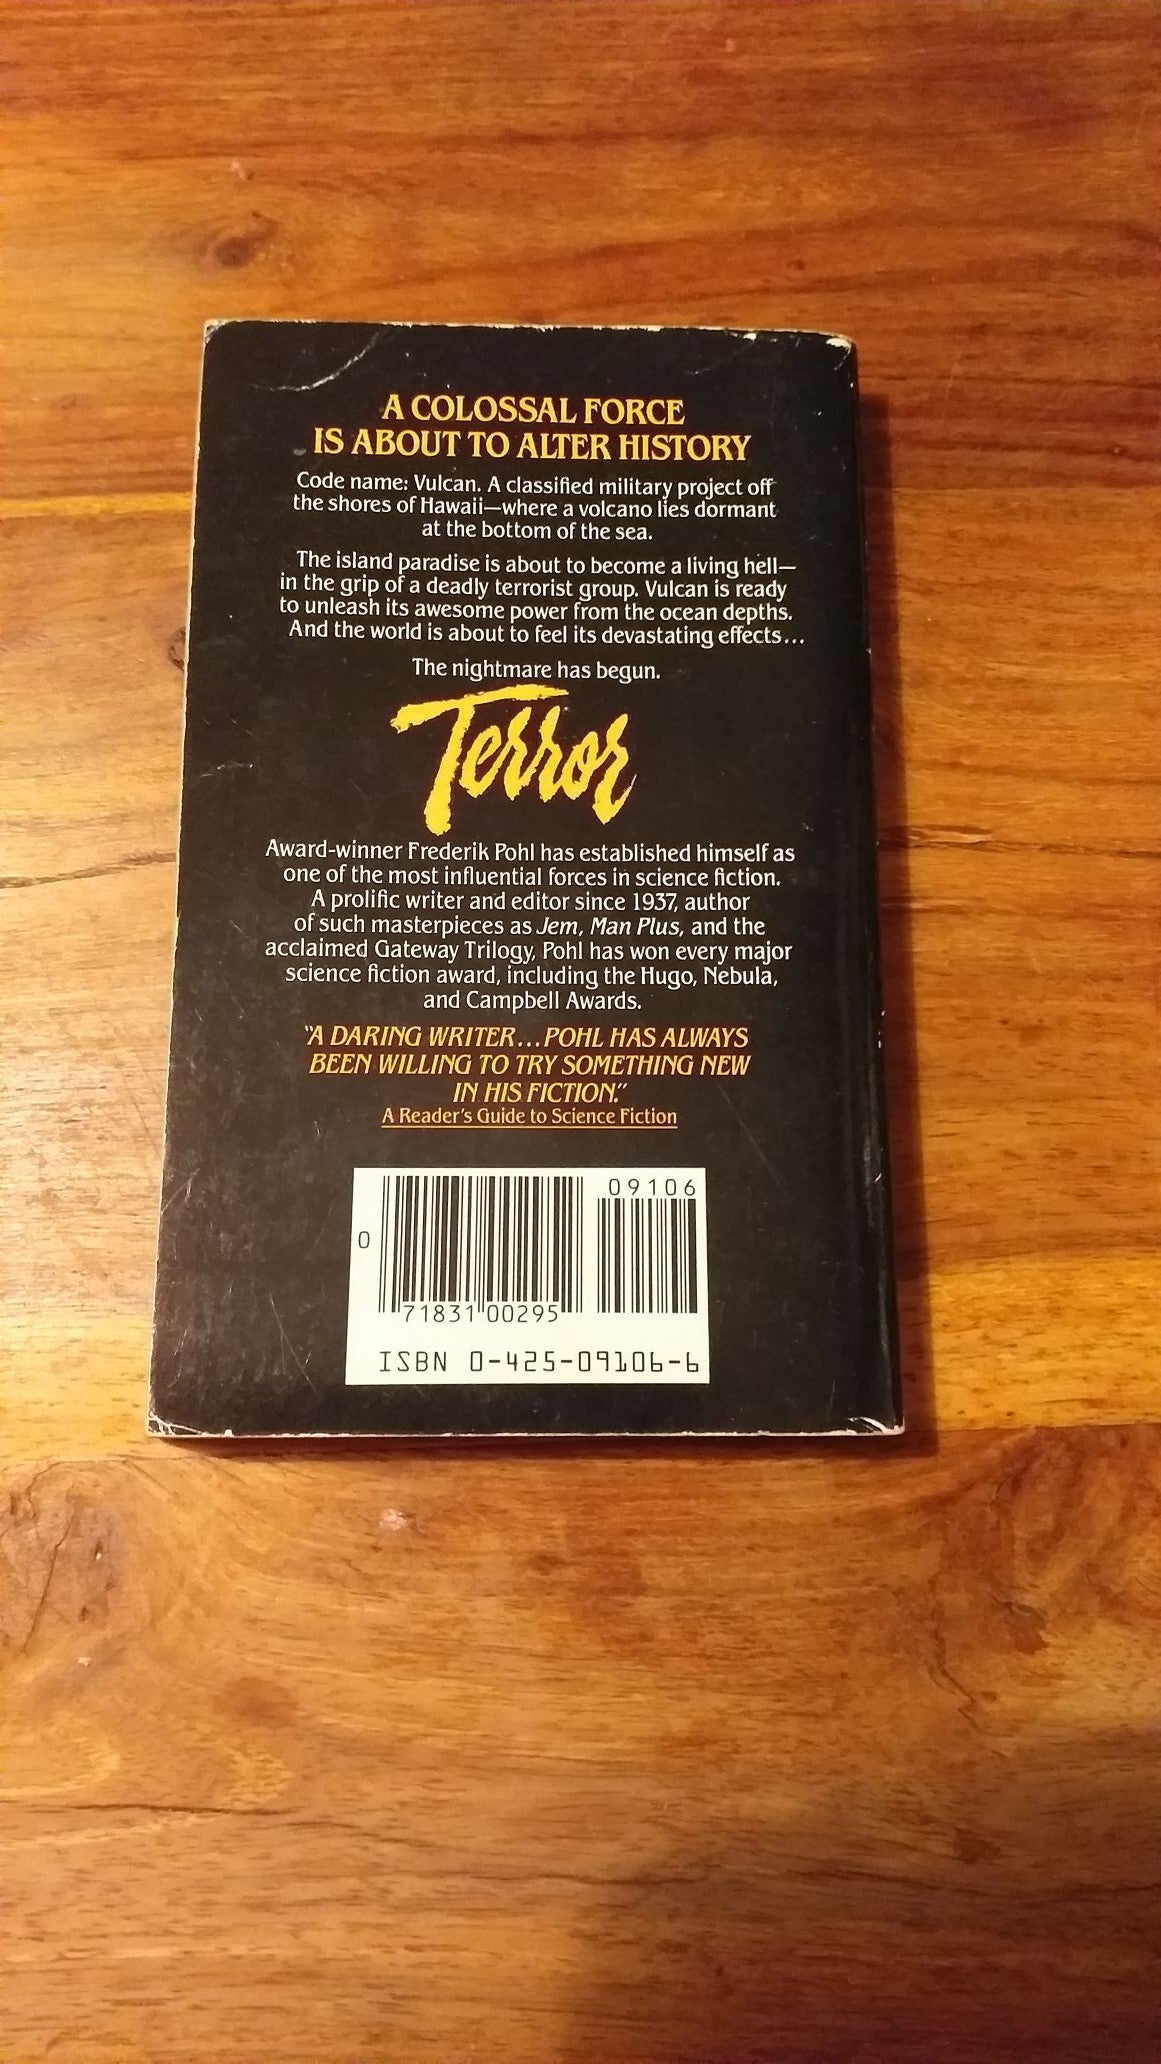 A COLOSSAL FORCE
IS ABOUT TO ALTER HISTORY
Code name: Vulcan. A classified military project off
the shores of Hawaii—where a volcano lies dormant
at the bottom of the sea.
The island paradise is about to become a living hell—
in the grip of a deadly terrorist group. Vulcan is ready
to unleash its awesome power from the ocean depths.
And the world is about to feel its devastating effects...
The nightmare has begun.
Terror
Award-winner Frederik Pohl has established himself as
one of the most influential forces in science fiction.
A prolific writer and editor since 1937, author
of such masterpieces as Jem, Man Plus, and the
acclaimed Gateway Trilogy, Pohl has won every major
science fiction award, including the Hugo, Nebula,
and Campbell Awards.
"A DARING WRITER...POHL HAS ALWAYS
BEEN WILLING TO TRY SOMETHING NEW
IN HIS FICTION."
A Reader's Guide to Science Fiction
09106
0
71831 00295
ISBN 0-425-09106-6